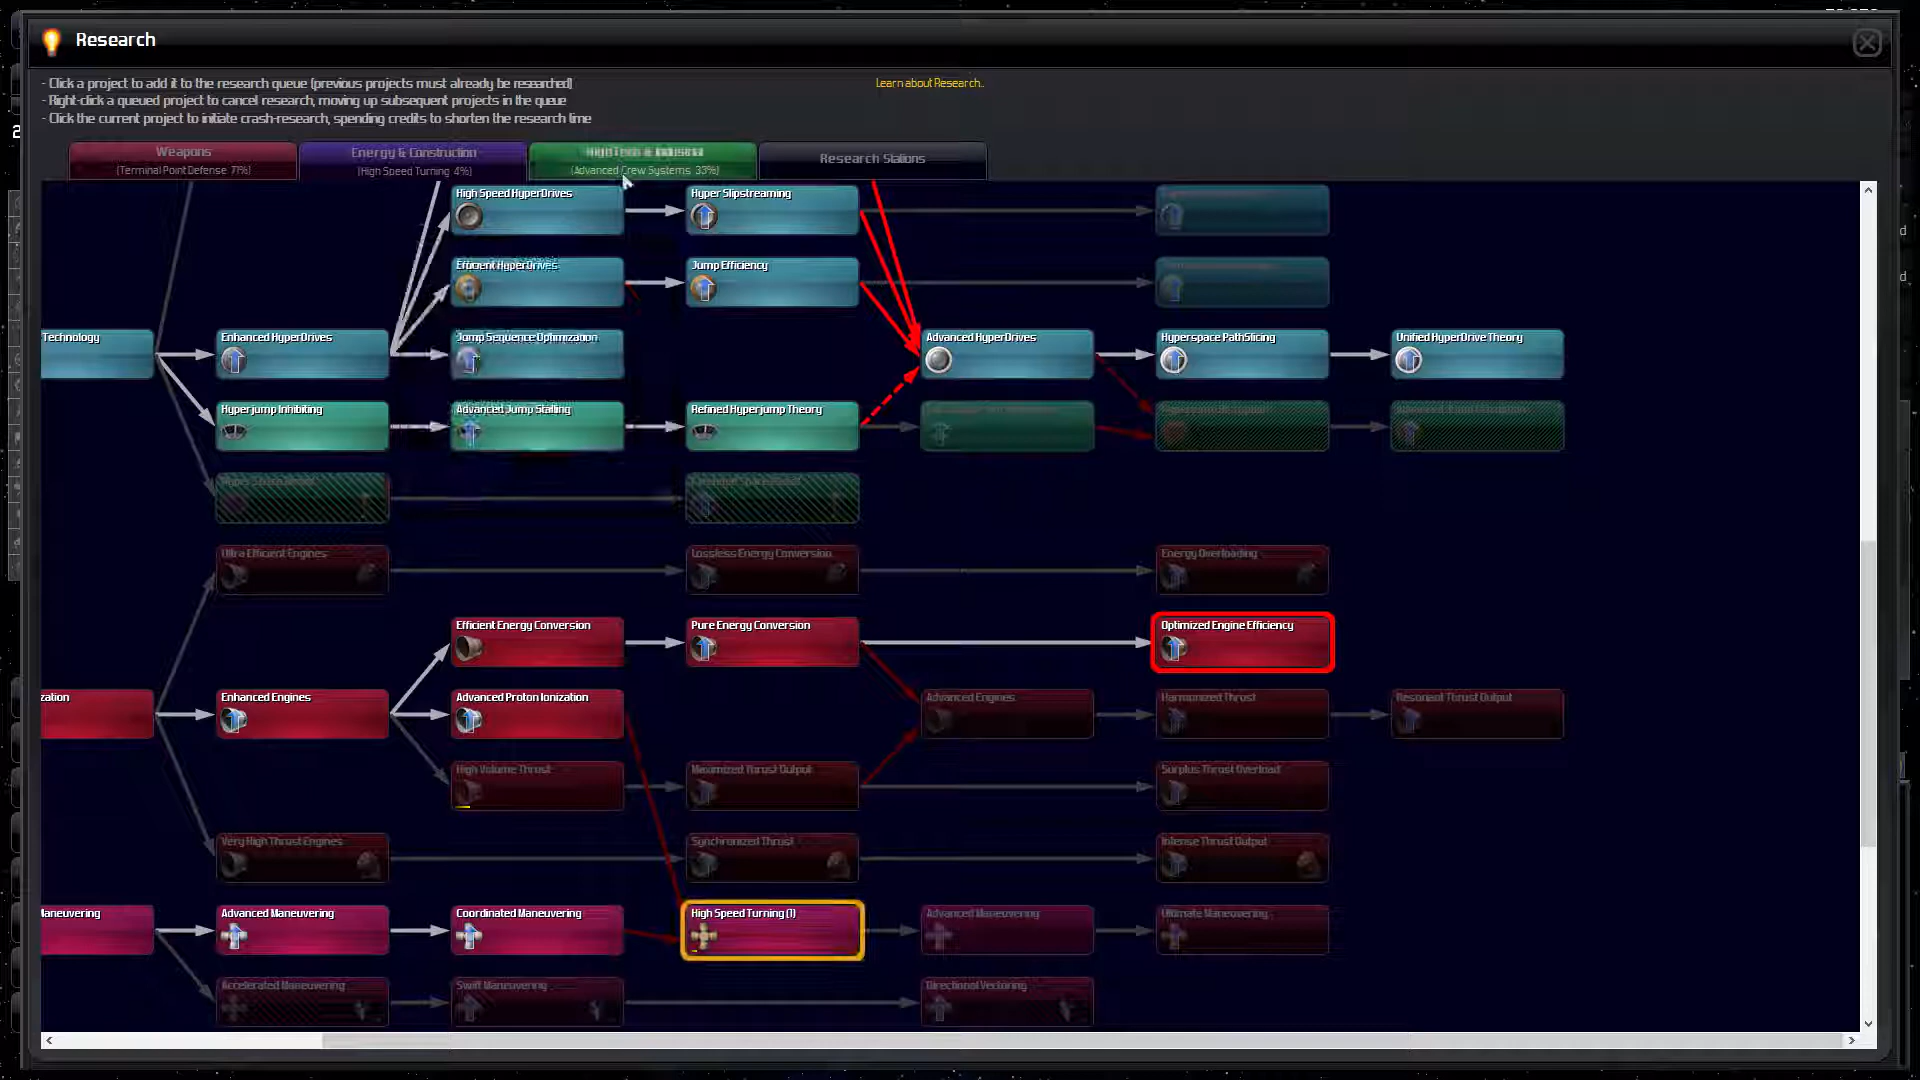 Research
- Click a project to add it to the research queue (previous projects must already be researched)
Learn about Research..
- Right-click a queued project to cancel research, moving up subsequent projects in the queue
- Click the current project to initiate crash-research, spending credits to shorten the research time
Weapons
(Terminal Point Defense 71%)
Energy & Construction
(High Speed Turning 4%)
HighTech & Industrial
(Advanced Crew Systems 33%)
Research Stations
High Speed HyperDrives
Hyper Slipstreaming
Efficient HyperDrives
Jump Efficiency
Technology
Enhanced HyperDrives
Jump Sequence Optimization
Advanced HyperDrives
Hyperspace PathSlicing
Unified HyperDrive Theory
Hyperjump Inhibiting
Advanced Jump Stalling
Refined Hyperjump Theory
Ultra Efficient Engines
Lossless Energy Conversion
Energy Overloading
Efficient Energy Conversion
Pure Energy Conversion
Optimized Engine Efficiency
zation
Enhanced Engines
Advanced Proton Ionization
Advanced Engines
Harmonized Thrust
Resonant Thrust Output
High Volume Thrust
Maximized Thrust Output
Surplus Thrust Overload
Very High Thrust Engines
Synchronized Thrust
Intense Thrust Output
Maneuvering
Advanced Maneuvering
Coordinated Maneuvering
High Speed Turning (1)
Advanced Maneuvering
Ultimate Maneuvering
Accelerated Maneuvering
Swift Maneuvering
Directional Vectoring